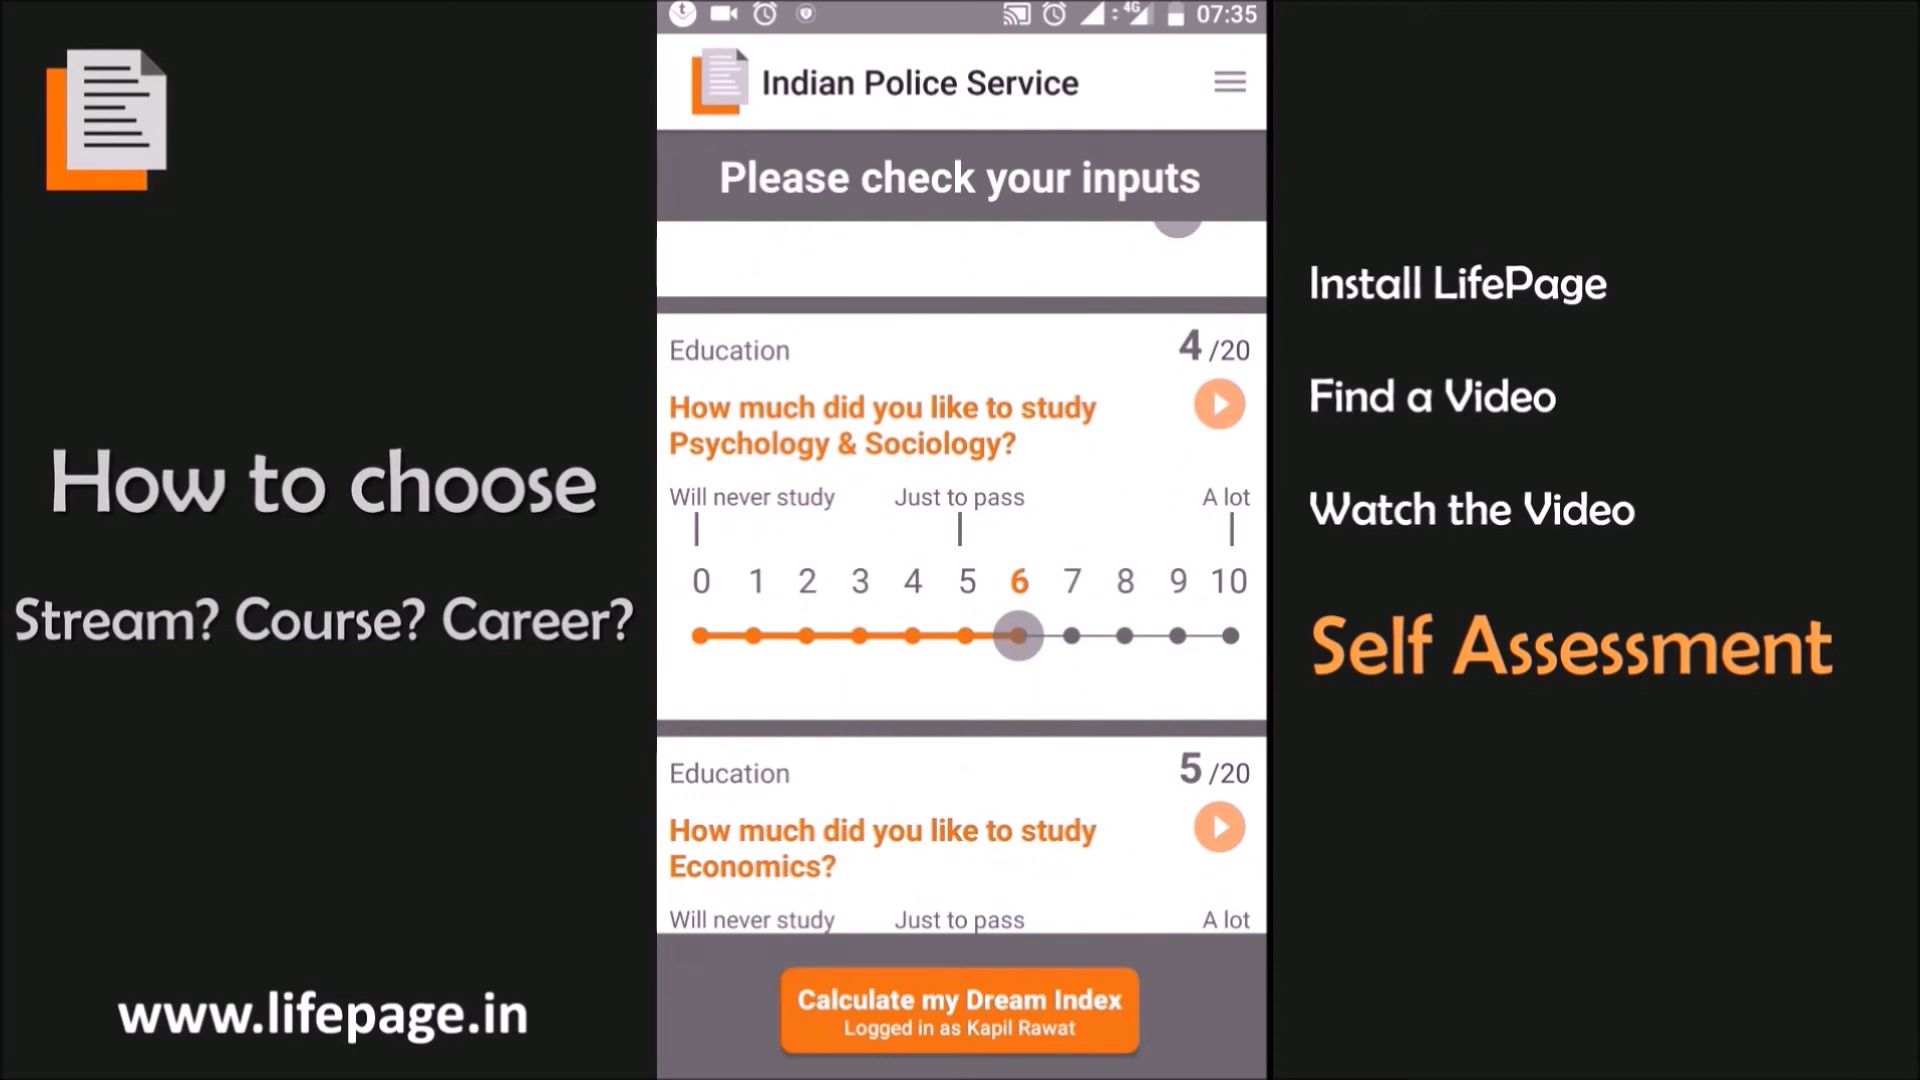 How to choose
Stream? Course? Career?
www.lifepage.in
4G 07:35
Indian Police Service
Please check your inputs
Education 4 /20
How much did you like to study
Psychology & Sociology?
Will never study Just to pass A lot
0 1 2 3 4 5 6 7 8 9 10
Education 5 /20
How much did you like to study
Economics?
Will never study Just to pass A lot
Calculate my Dream Index
Logged in as Kapil Rawat
Install LifePage
Find a Video
Watch the Video
Self Assessment